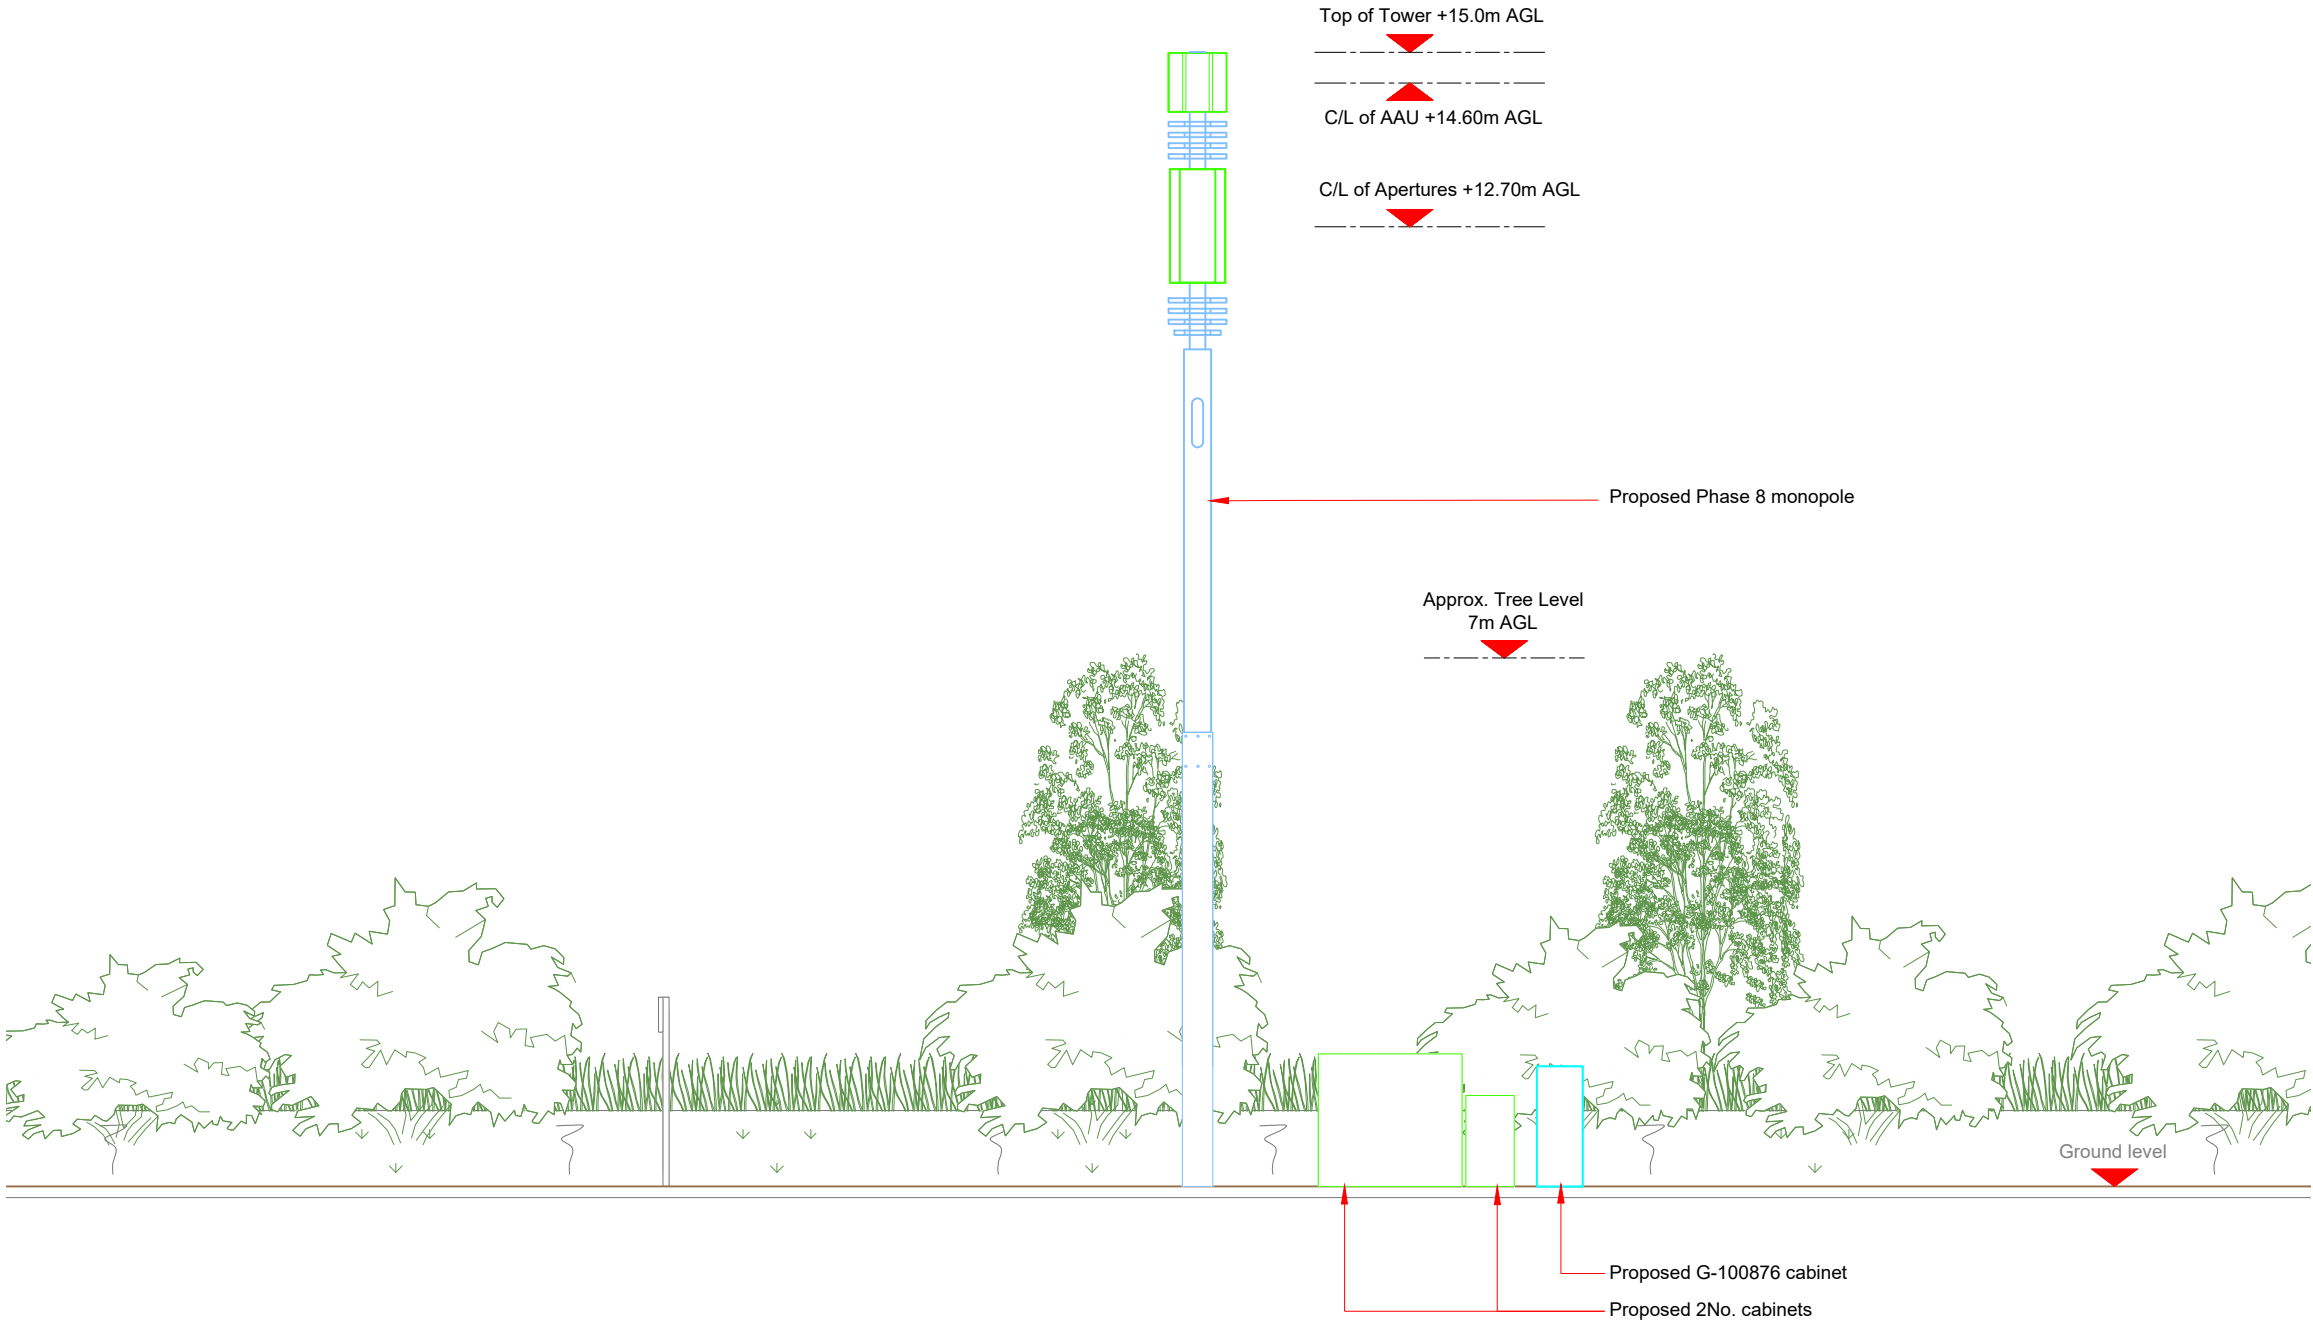 Top of Tower +15.0m AGL
C/L of AAU +14.60m AGL
C/L of Apertures +12.70m AGL
Proposed Phase 8 monopole
Approx. Tree Level
7m AGL
Ground level
Proposed G-100876 cabinet
Proposed 2No. cabinets